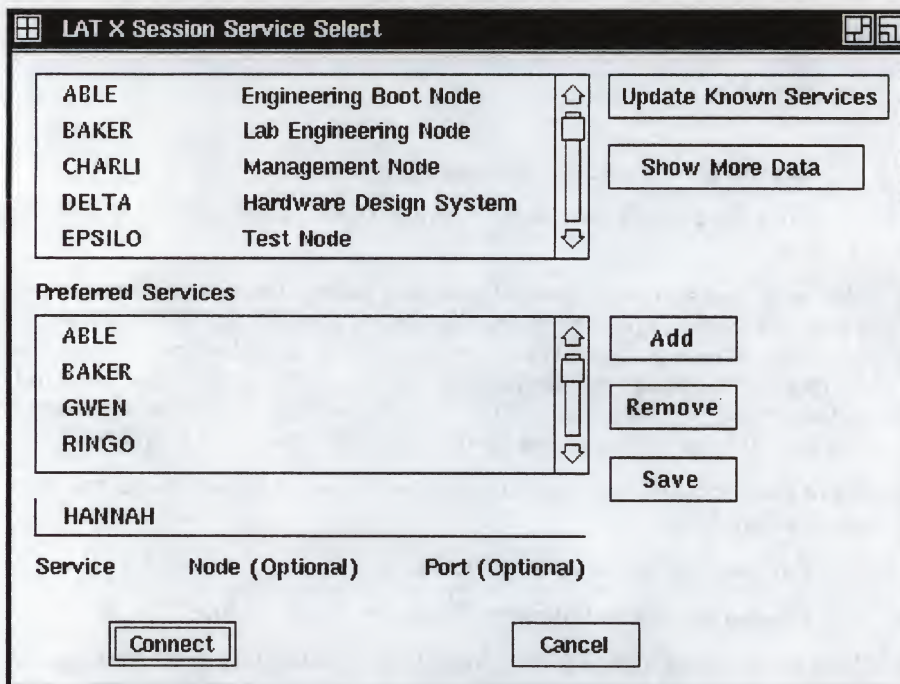 LAT X Session Service Select
ABLE Engineering Boot Node
BAKER Lab Engineering Node
CHARLI Management Node
DELTA Hardware Design System
EPSILO Test Node
Update Known Services
Show More Data
Preferred Services
ABLE
BAKER
GWEN
RINGO
Add
Remove
Save
HANNAH
Service Node (Optional) Port (Optional)
Connect Cancel